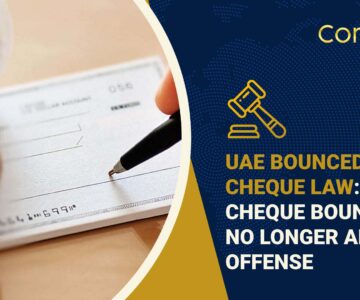 Cor
UAE BOUNCED
CHEQUE LAW:
CHEQUE BOUN
NO LONGER A
OFFENSE